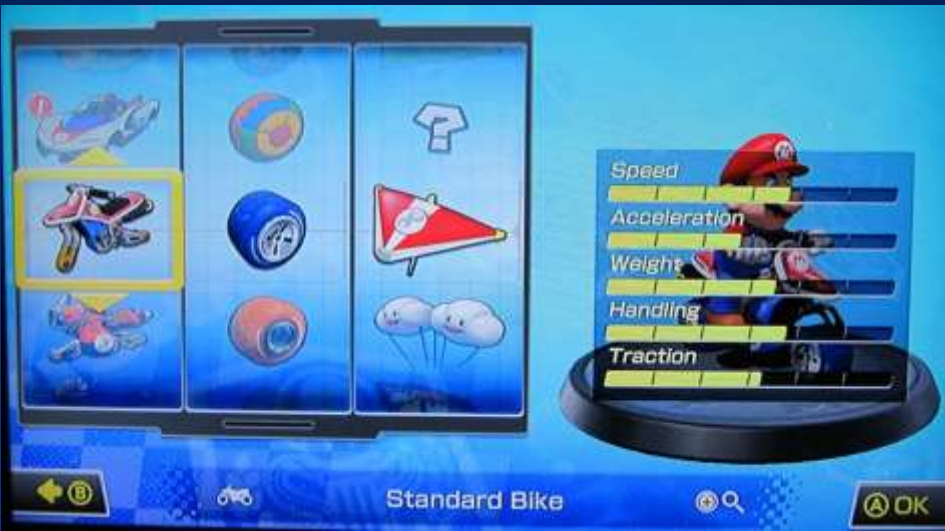 !
?
Speed
Acceleration
Weight
Handling
Traction
M
B
Standard Bike
A OK